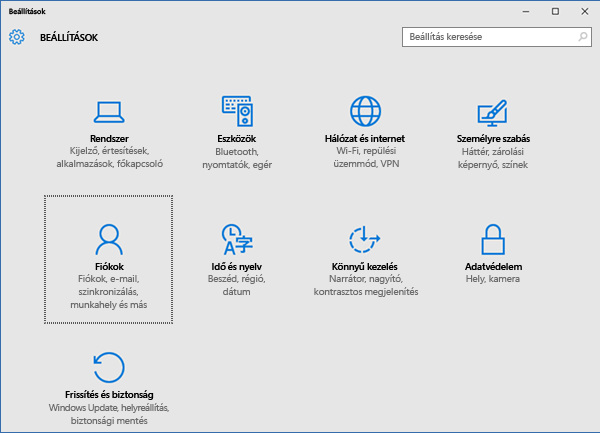 Beállítások
BEÁLLÍTÁSOK
Beállítás keresése
Rendszer
Kijelző, értesítések,
alkalmazások, főkapcsoló
Eszközök
Bluetooth,
nyomtatók, egér
Hálózat és internet
Wi-Fi, repülési
üzemmód, VPN
Személyre szabás
Háttér, zárolási
képernyő, színek
Fiókok
Fiókok, e-mail,
szinkronizálás,
munkahely és más
Idő és nyelv
Beszéd, régió,
dátum
Könnyű kezelés
Narrátor, nagyító,
kontrasztos megjelenítés
Adatvédelem
Hely, kamera
Frissítés és biztonság
Windows Update, helyreállítás,
biztonsági mentés